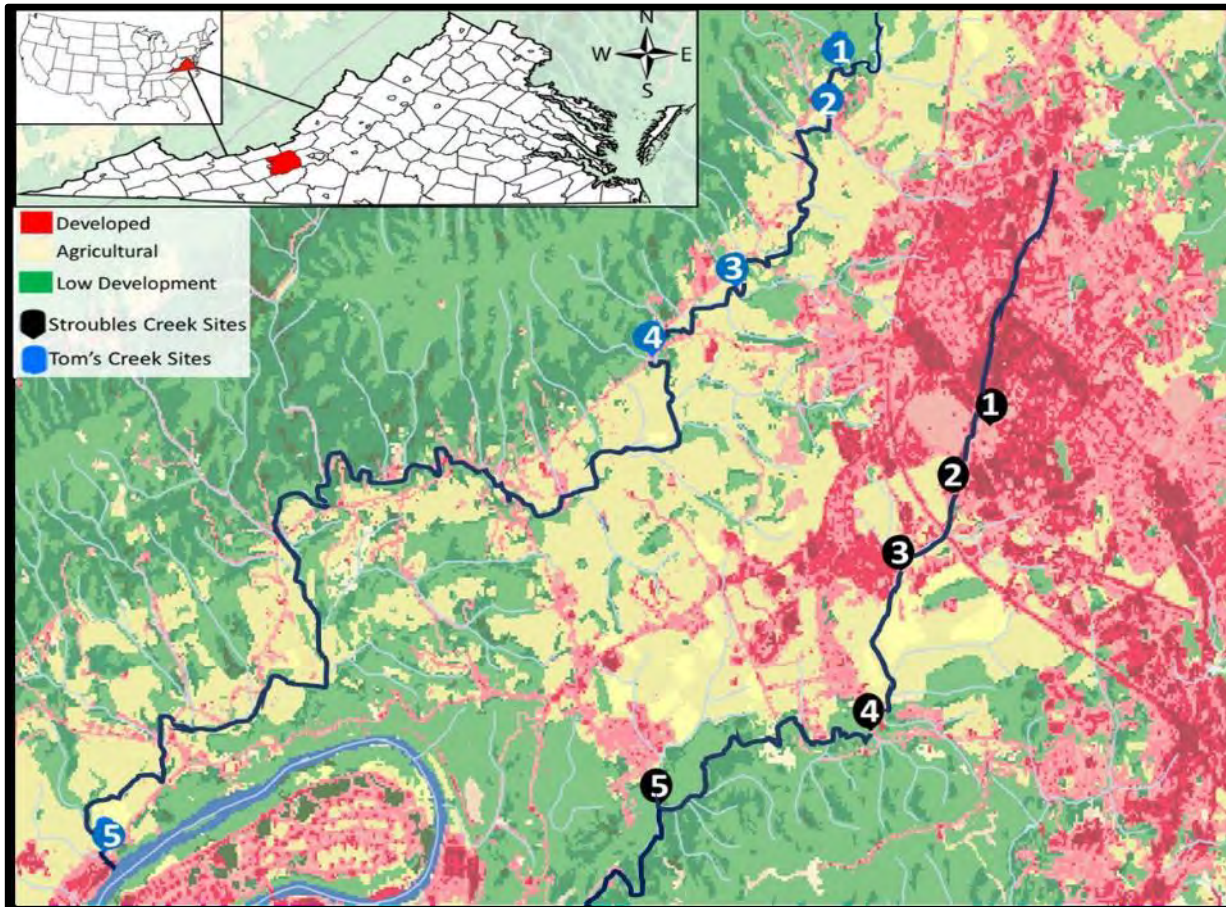 N
W E
S
Developed
Agricultural
Low Development
Stroubles Creek Sites
Tom's Creek Sites
1
2
3
4
5
1
2
3
4
5